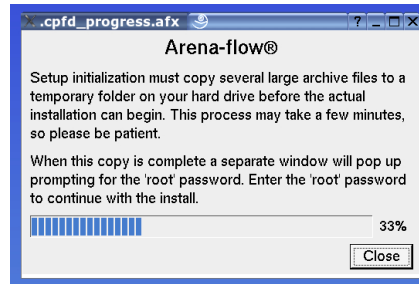 .cpfd_progress.afx
Arena-flow®
Setup initialization must copy several large archive files to a
temporary folder on your hard drive before the actual
installation can begin. This process may take a few minutes,
so please be patient.
When this copy is complete a separate window will pop up
prompting for the 'root' password. Enter the 'root' password
to continue with the install.
33%
Close